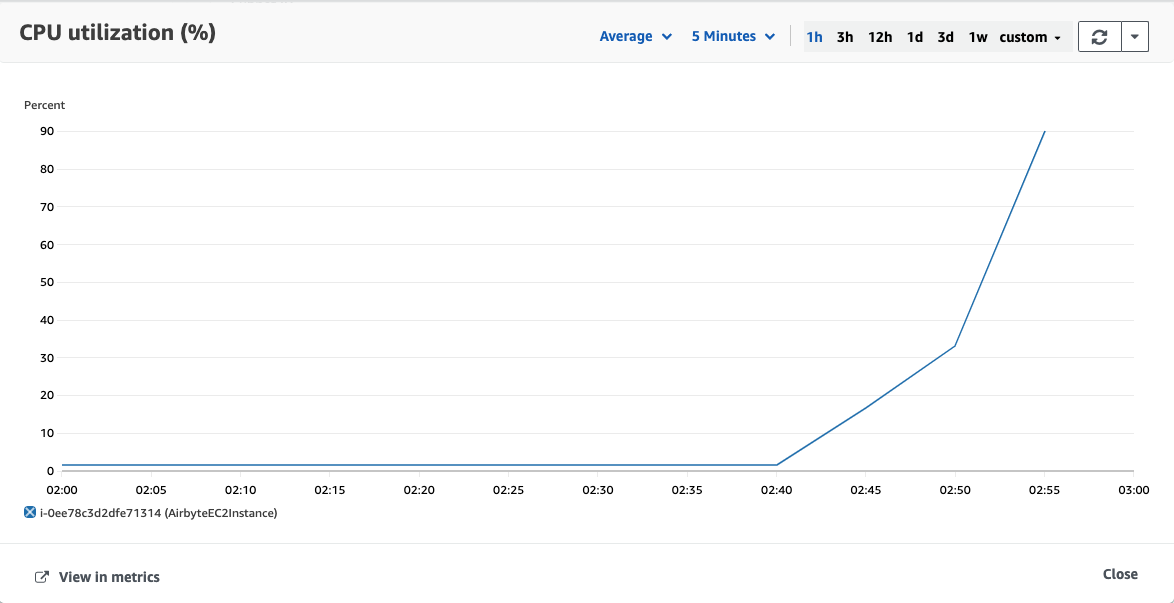 CPU utilization (%)
Average 5 Minutes 1h 3h 12h 1d 3d 1w custom
Percent
90
80
70
60
50
40
30
20
10
0
02:00 02:05 02:10 02:15 02:20 02:25 02:30 02:35 02:40 02:45 02:50 02:55 03:00
i-0ee78c3d2dfe71314 (AirbyteEC2Instance)
View in metrics
Close